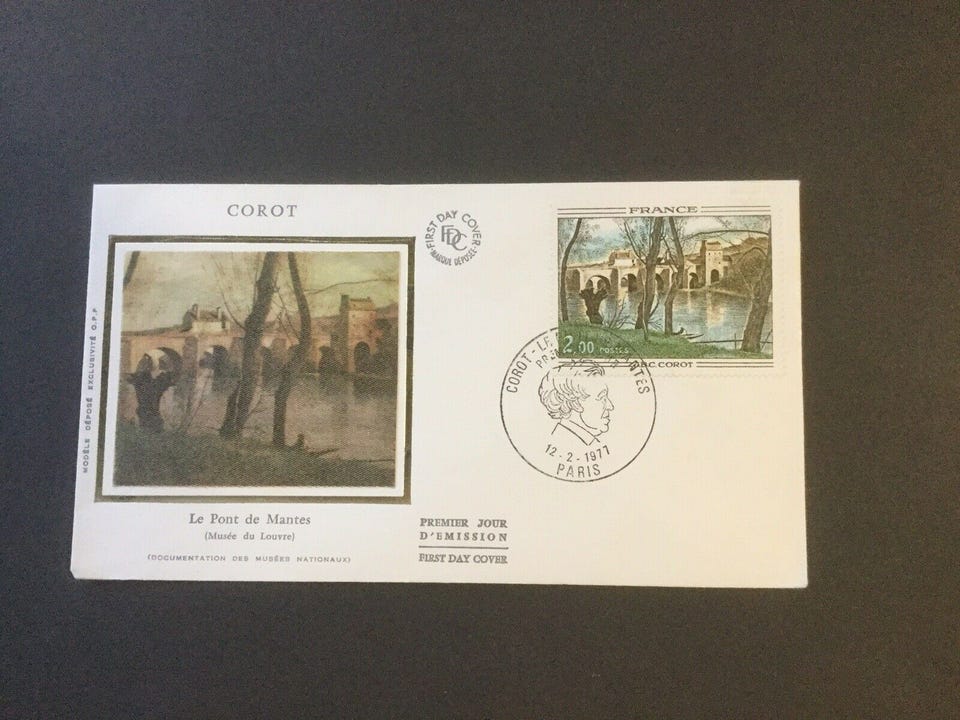 COROT
MODÈLE DÉPOSÉ EXCLUSIVITÉ O.P.P
Le Pont de Mantes
(Musée du Louvre)
(DOCUMENTATION DES MUSÉES NATIONAUX)
FIRST DAY COVER
FDC
MARQUE DÉPOSÉE
PREMIER JOUR
D'EMISSION
FIRST DAY COVER
FRANCE
2.00 POSTES
C. COROT
COROT - LE
12-2-1977
PARIS